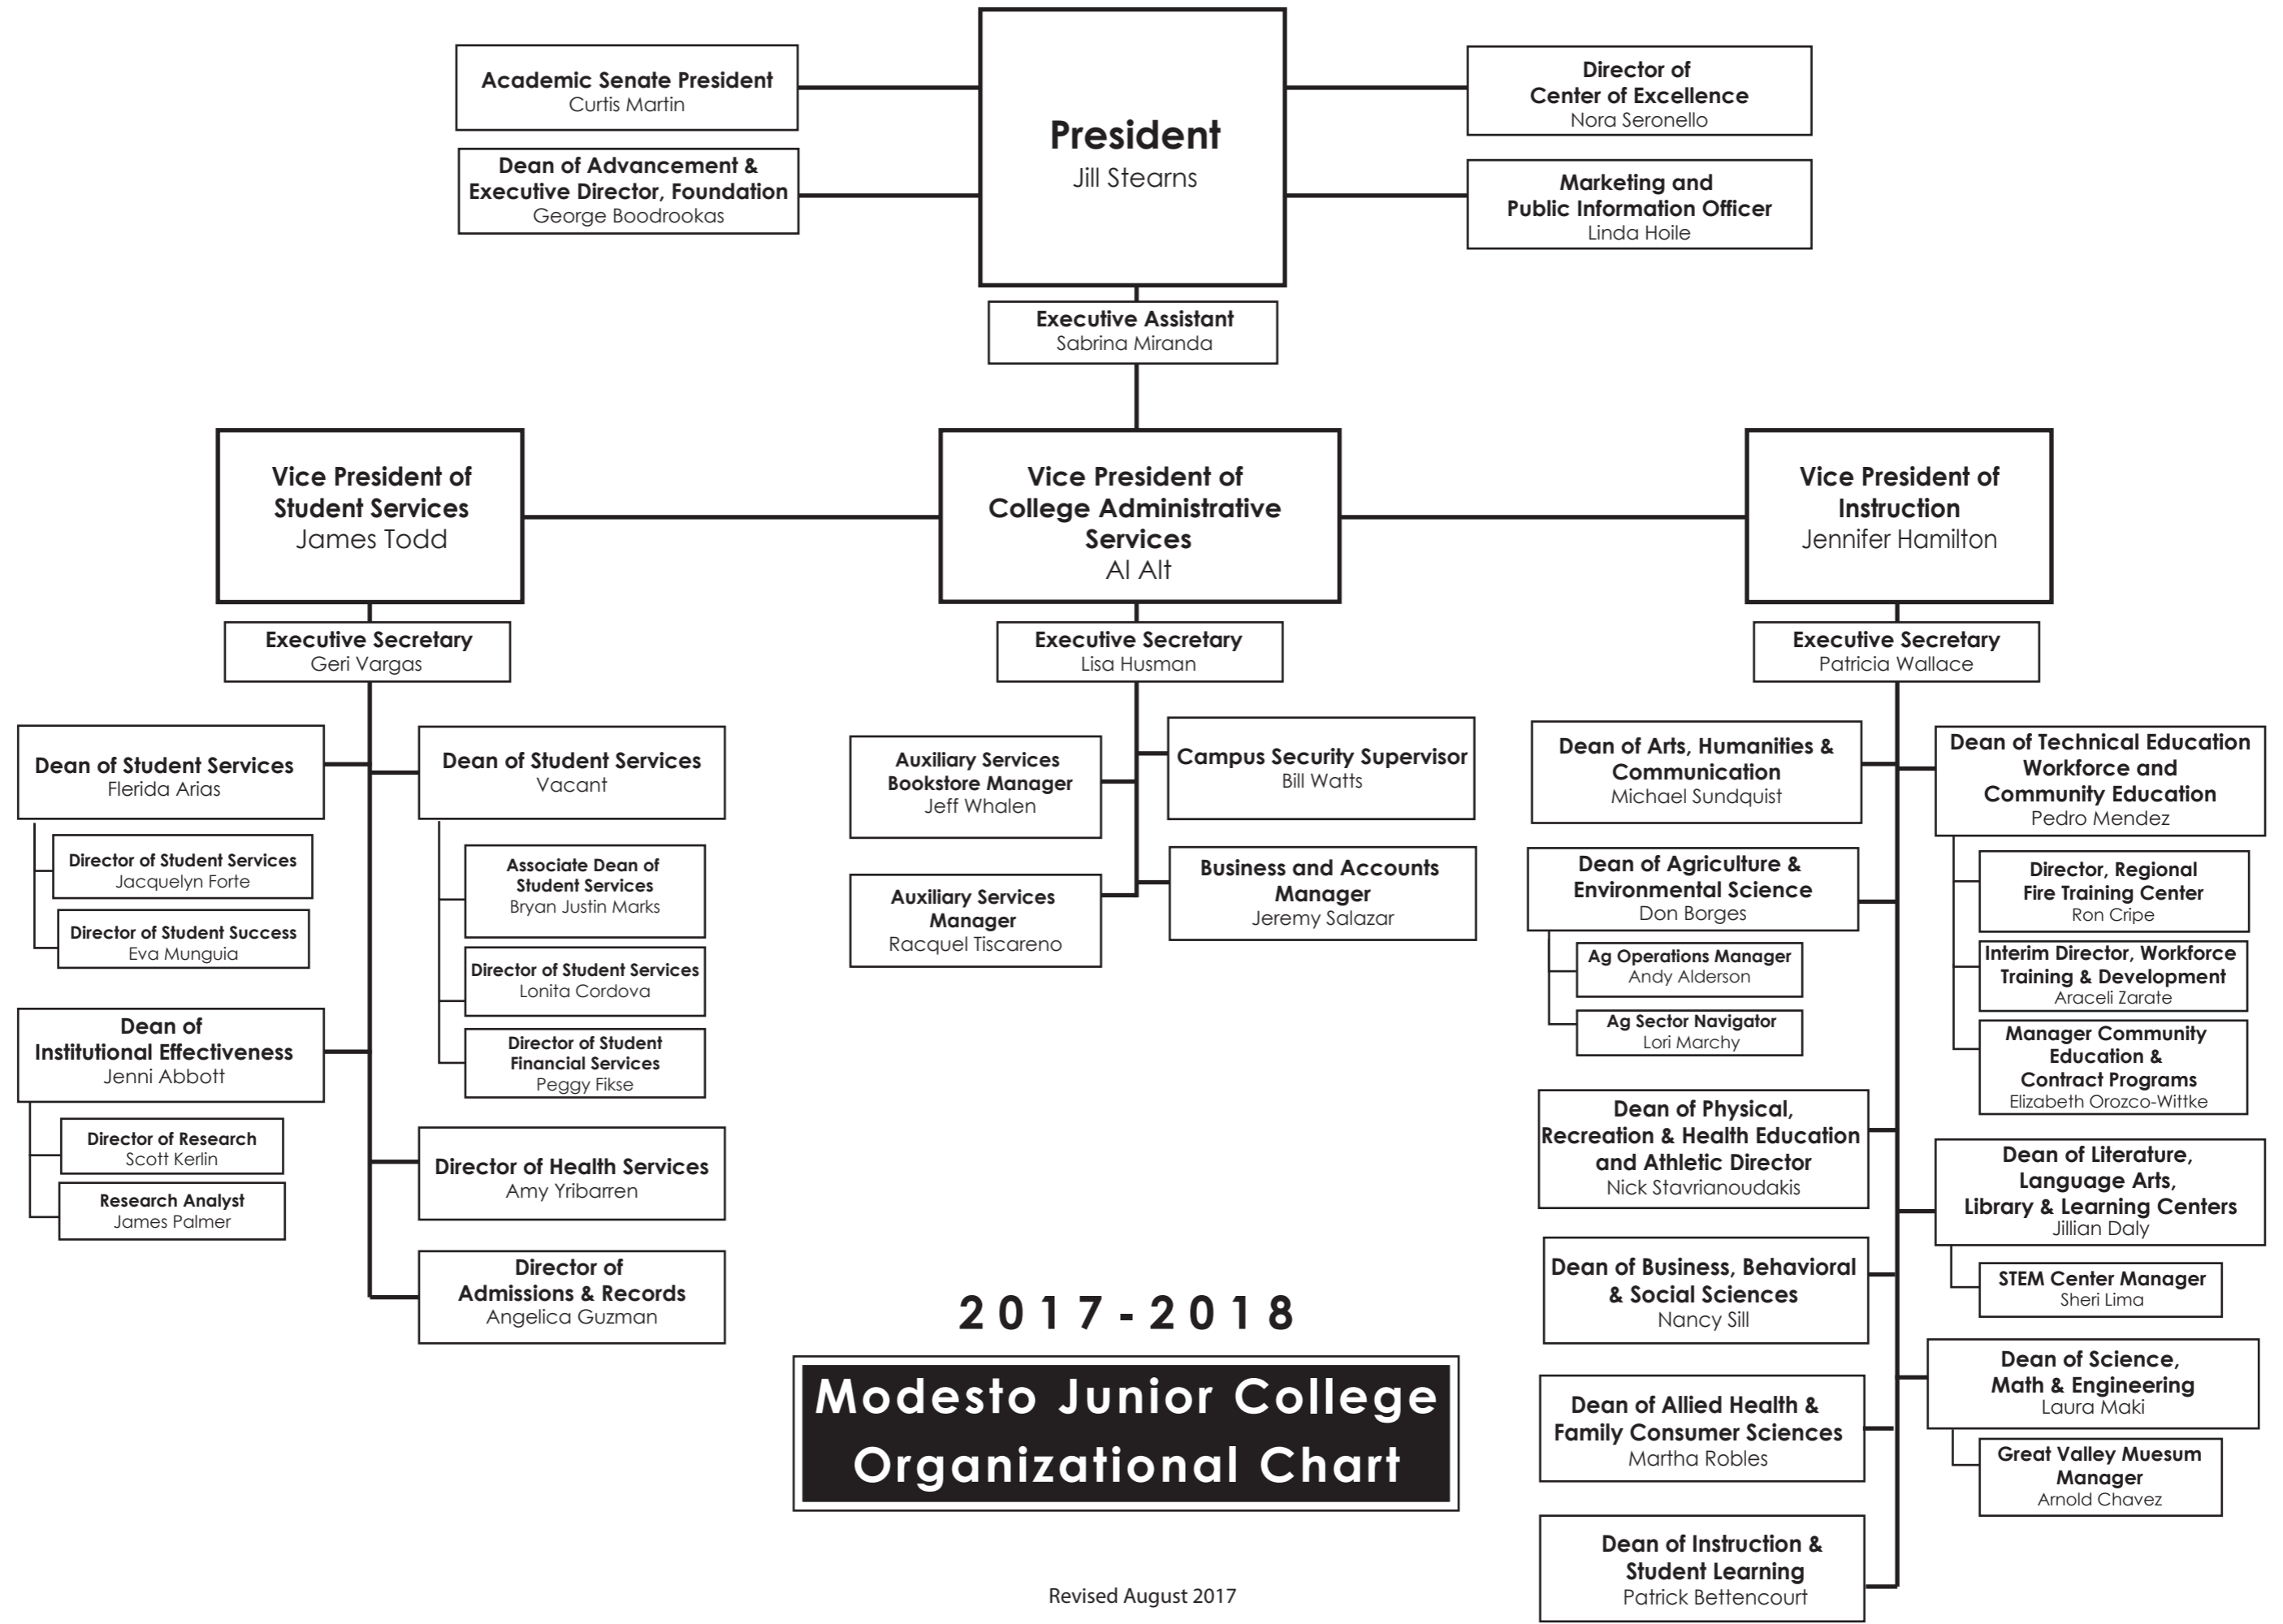 Academic Senate President
Curtis Martin
Dean of Advancement &
Executive Director, Foundation
George Boodrookas
President
Jill Stearns
Director of
Center of Excellence
Nora Seronello
Marketing and
Public Information Officer
Linda Hoile
Executive Assistant
Sabrina Miranda
Vice President of
Student Services
James Todd
Vice President of
College Administrative
Services
Al Alt
Vice President of
Instruction
Jennifer Hamilton
Executive Secretary
Geri Vargas
Executive Secretary
Lisa Husman
Executive Secretary
Patricia Wallace
Dean of Student Services
Flerida Arias
Director of Student Services
Jacquelyn Forte
Director of Student Success
Eva Munguia
Dean of
Institutional Effectiveness
Jenni Abbott
Director of Research
Scott Kerlin
Research Analyst
James Palmer
Dean of Student Services
Vacant
Associate Dean of
Student Services
Bryan Justin Marks
Director of Student Services
Lonita Cordova
Director of Student
Financial Services
Peggy Fikse
Director of Health Services
Amy Yribarren
Director of
Admissions & Records
Angelica Guzman
Auxiliary Services
Bookstore Manager
Jeff Whalen
Auxiliary Services
Manager
Racquel Tiscareno
Campus Security Supervisor
Bill Watts
Business and Accounts
Manager
Jeremy Salazar
Dean of Arts, Humanities &
Communication
Michael Sundquist
Dean of Agriculture &
Environmental Science
Don Borges
Ag Operations Manager
Andy Alderson
Ag Sector Navigator
Lori Marchy
Dean of Physical,
Recreation & Health Education
and Athletic Director
Nick Stavrianoudakis
Dean of Business, Behavioral
& Social Sciences
Nancy Sill
Dean of Allied Health &
Family Consumer Sciences
Martha Robles
Dean of Instruction &
Student Learning
Patrick Bettencourt
Dean of Technical Education
Workforce and
Community Education
Pedro Mendez
Director, Regional
Fire Training Center
Ron Cripe
Interim Director, Workforce
Training & Development
Araceli Zarate
Manager Community
Education &
Contract Programs
Elizabeth Orozco-Wittke
Dean of Literature,
Language Arts,
Library & Learning Centers
Jillian Daly
STEM Center Manager
Sheri Lima
Dean of Science,
Math & Engineering
Laura Maki
Great Valley Muesum
Manager
Arnold Chavez
2017-2018
Modesto Junior College
Organizational Chart
Revised August 2017